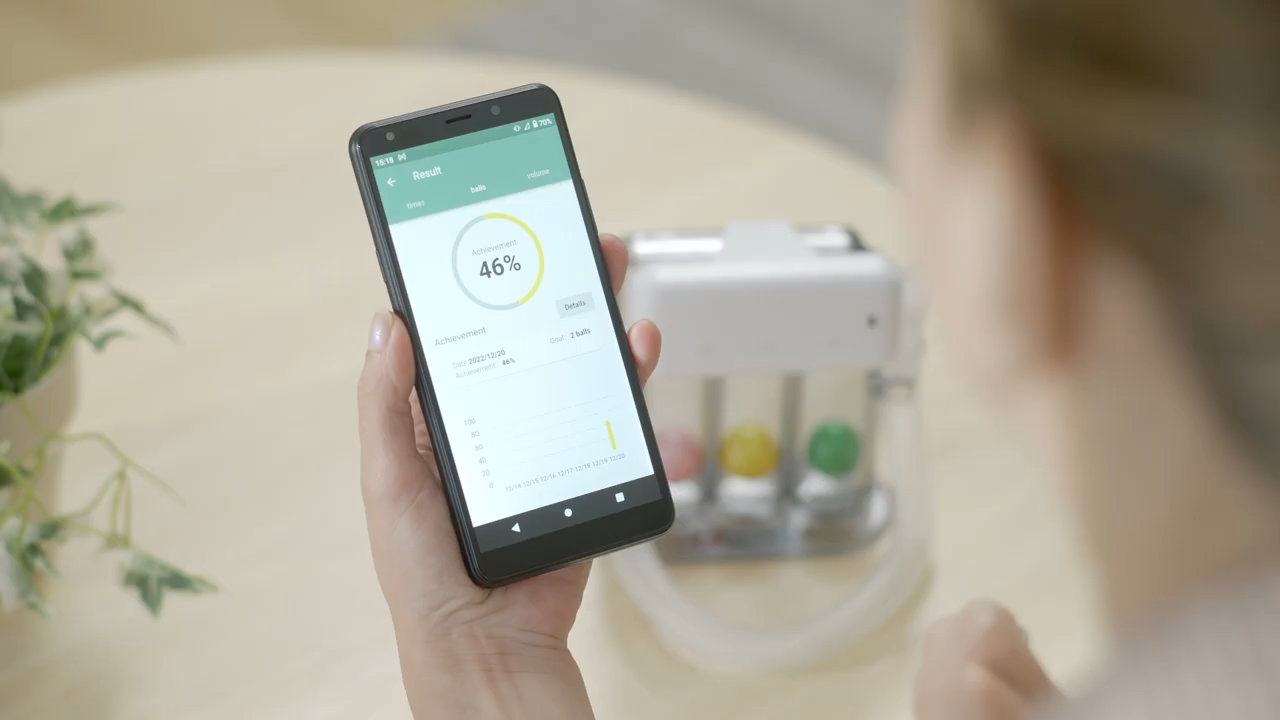 15:18 70%
Result
times balls volume
Achievement
46%
Details
Achievement
Goal: 2 balls
Date:2022/12/20
Achievement: 46%
100
80
60
40
20
0
12/14 12/15 12/16 12/17 12/18 12/19 12/20